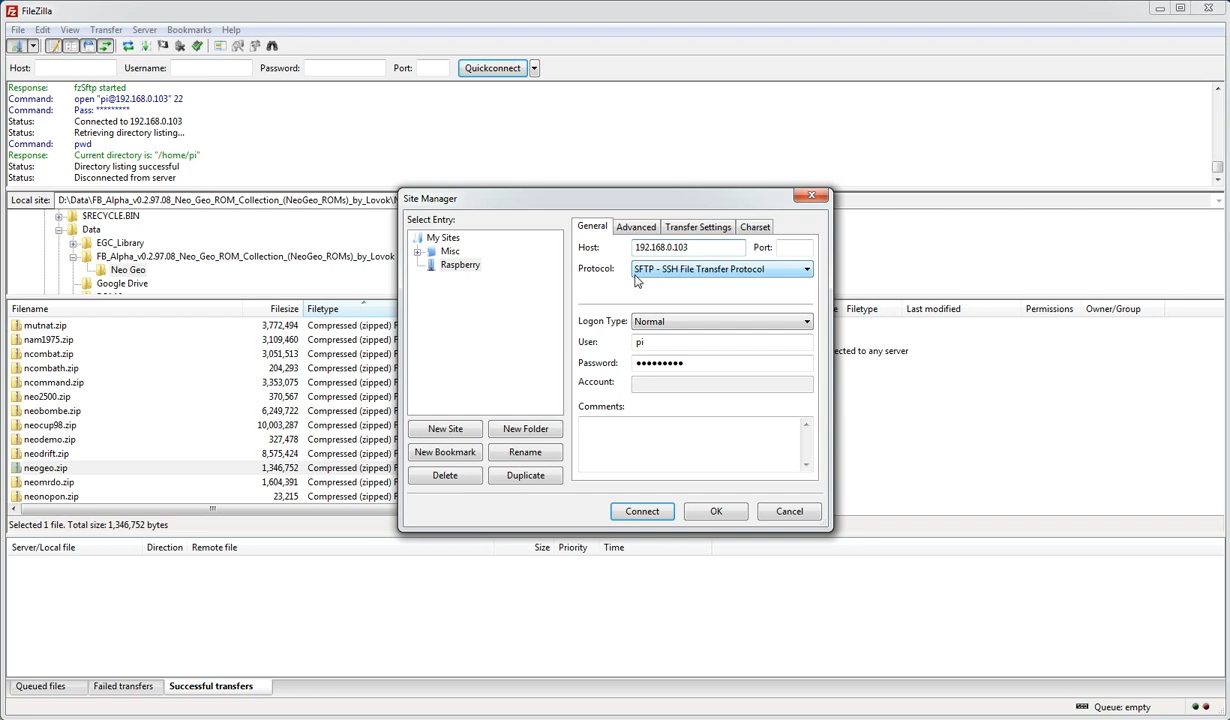 FileZilla
File Edit View Transfer Server Bookmarks Help
Host: Username: Password: Port: Quickconnect
Response: fzSftp started
Command: open "pi@192.168.0.103" 22
Command: Pass: *********
Status: Connected to 192.168.0.103
Status: Retrieving directory listing...
Command: pwd
Response: Current directory is: "/home/pi"
Status: Directory listing successful
Status: Disconnected from server
Local site: D:\Data\FB_Alpha_v0.2.97.08_Neo_Geo_ROM_Collection_(NeoGeo_ROMs)_by_Lovok\
$RECYCLE.BIN
Data
EGC_Library
FB_Alpha_v0.2.97.08_Neo_Geo_ROM_Collection_(NeoGeo_ROMs)_by_Lovok
Neo Geo
Google Drive
Filename Filesize Filetype
mutnat.zip 3,772,494 Compressed (zipped) F
nam1975.zip 3,109,460 Compressed (zipped) F
ncombat.zip 3,051,513 Compressed (zipped) F
ncombath.zip 204,293 Compressed (zipped) F
ncommand.zip 3,353,075 Compressed (zipped) F
neo2500.zip 370,567 Compressed (zipped) F
neobombe.zip 6,249,722 Compressed (zipped) F
neocup98.zip 10,003,287 Compressed (zipped) F
neodemo.zip 327,478 Compressed (zipped) F
neodrift.zip 8,575,424 Compressed (zipped) F
neogeo.zip 1,346,752 Compressed (zipped) F
neomrdo.zip 1,604,391 Compressed (zipped) F
neonopon.zip 23,215 Compressed (zipped) F
Selected 1 file. Total size: 1,346,752 bytes
Site Manager
Select Entry:
My Sites
Misc
Raspberry
New Site New Folder
New Bookmark Rename
Delete Duplicate
General Advanced Transfer Settings Charset
Host: 192.168.0.103 Port:
Protocol: SFTP - SSH File Transfer Protocol
Logon Type: Normal
User: pi
Password: •••••••••
Account:
Comments:
Connect OK Cancel
e Filetype Last modified Permissions Owner/Group
ected to any server
Server/Local file Direction Remote file Size Priority Time
Queued files Failed transfers Successful transfers
Queue: empty